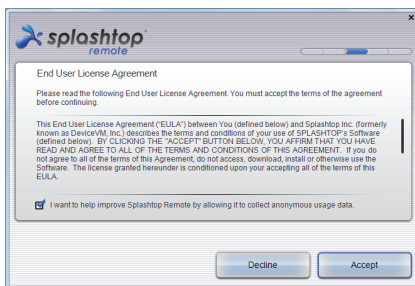 splashtop
remote
End User License Agreement
Please read the following End User License Agreement. You must accept the terms of the agreement
before continuing.
This End User License Agreement ("EULA") between You (defined below) and Splashtop Inc. (formerly
known as DeviceVM, Inc.) describes the terms and conditions of your use of SPLASHTOP'S Software
(defined below). BY CLICKING THE "ACCEPT" BUTTON BELOW, YOU AFFIRM THAT YOU HAVE
READ AND AGREE TO ALL OF THE TERMS AND CONDITIONS OF THIS AGREEMENT. If you do
not agree to all of the terms of this Agreement, do not access, download, install or otherwise use the
Software. The license granted hereunder is conditioned upon your accepting all of the terms of this
EULA.
I want to help improve Splashtop Remote by allowing it to collect anonymous usage data.
Decline
Accept